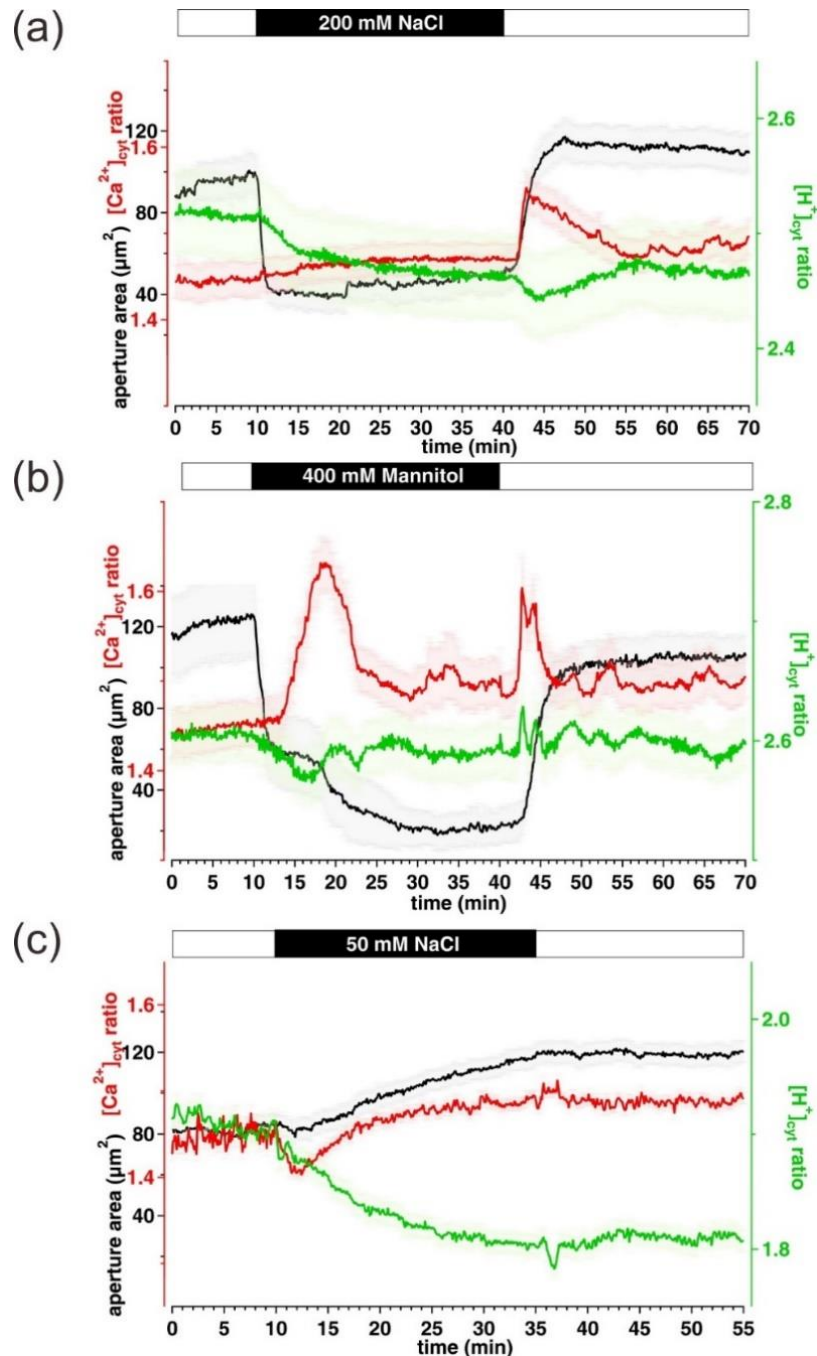 (a)
200 mM NaCl
aperture area (µm²)
[Ca²⁺]cyt ratio
120
1.6
80
40
1.4
2.6
2.4
[H⁺]cyt ratio
0 5 10 15 20 25 30 35 40 45 50 55 60 65 70
time (min)
(b)
400 mM Mannitol
aperture area (µm²)
[Ca²⁺]cyt ratio
1.6
120
80
1.4
40
2.8
2.6
[H⁺]cyt ratio
0 5 10 15 20 25 30 35 40 45 50 55 60 65 70
time (min)
(c)
50 mM NaCl
aperture area (µm²)
[Ca²⁺]cyt ratio
1.6
120
80
1.4
40
2.0
1.8
[H⁺]cyt ratio
0 5 10 15 20 25 30 35 40 45 50 55
time (min)